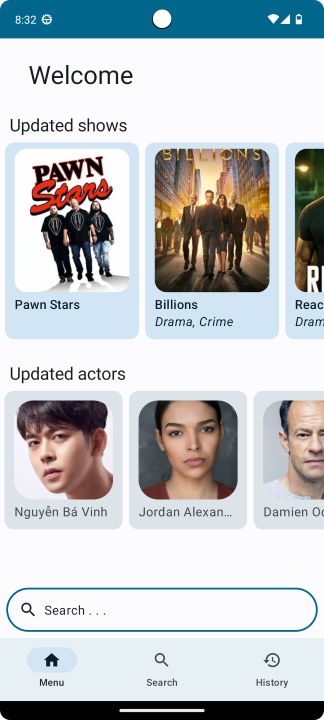 8:32
Welcome
Updated shows
PAWN
Stars
BILLIONS
R
Pawn Stars
Billions
Reac
Drama, Crime
Dram
Updated actors
Nguyễn Bá Vinh
Jordan Alexan...
Damien Oc
Search . . .
Menu
Search
History